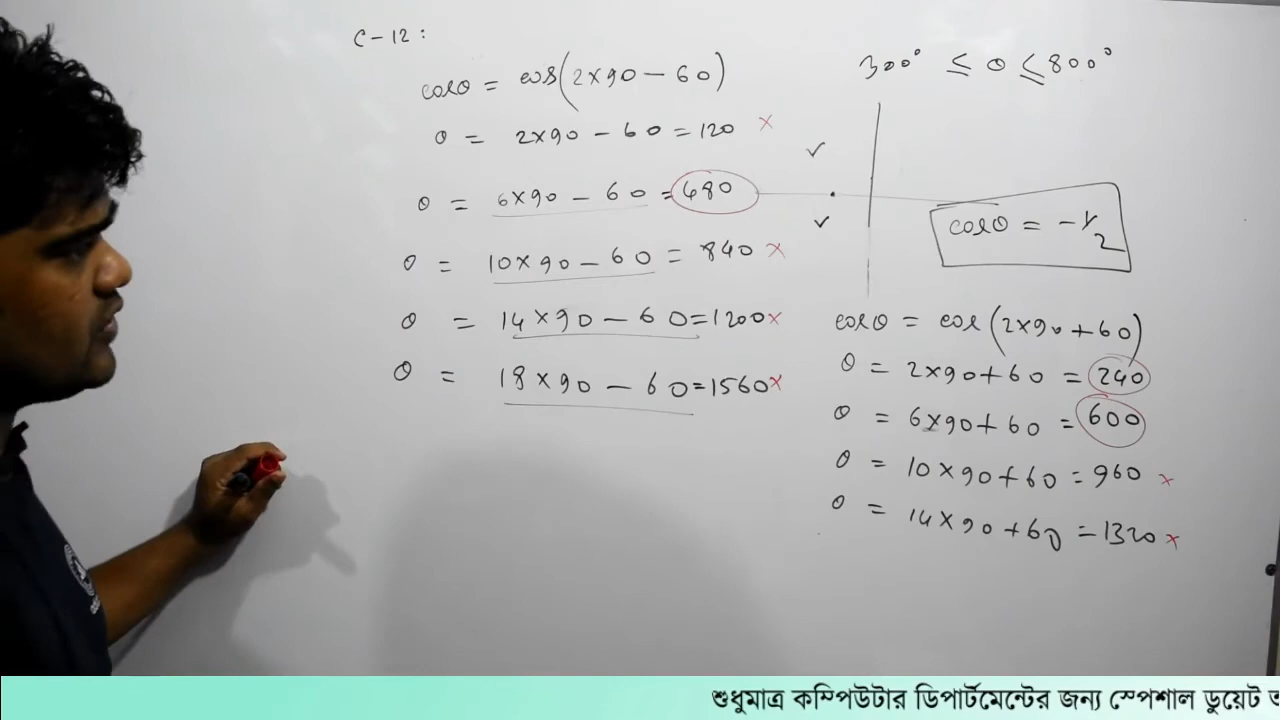 C-12:
cosθ = cos(2×90-60)
θ = 2×90-60=120 ×
θ = 6×90-60 =480
θ = 10×90-60 = 840 ×
θ = 14×90-60=1200×
θ = 18×90-60=1560×
300° ≤ θ ≤ 800°
cosθ = -1/2
cosθ = cos(2×90+60)
θ = 2×90+60 = 240
θ = 6×90+60 = 600
θ = 10×90+60 = 960 ×
θ = 14×90+60 = 1320 ×
শুধুমাত্র কম্পিউটার ডিপার্টমেন্টের জন্য স্পেশাল ডুয়েট